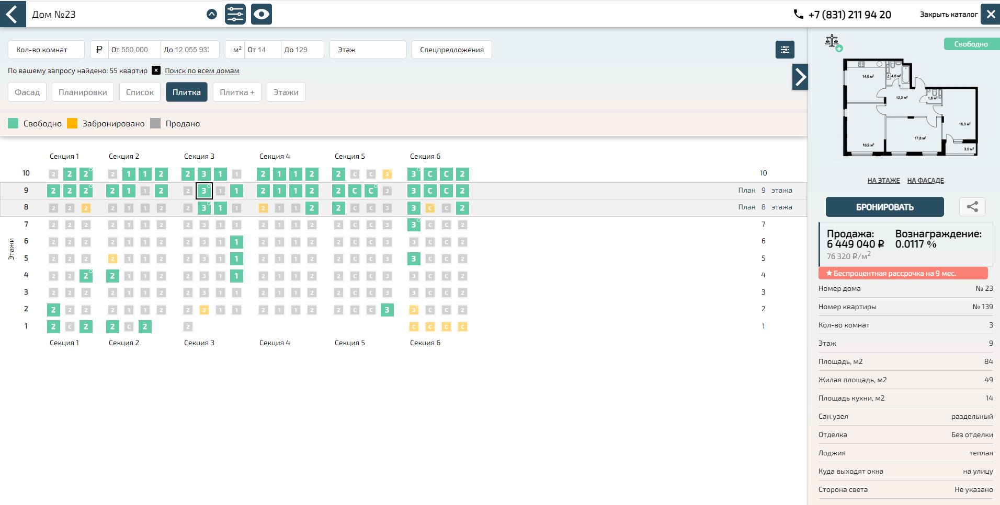 Дом №23
+7 (831) 211 94 20
Закрыть каталог
Кол-во комнат
₽ От 550 000 До 12 055 932
м² От 14 До 129
Этаж
Спецпредложения
По вашему запросу найдено: 55 квартир
Поиск по всем домам
Фасад Планировки Список Плитка Плитка + Этажи
Свободно Забронировано Продано
Секция 1 Секция 2 Секция 3 Секция 4 Секция 5 Секция 6
10 2 2 2 2 1 1 2 2 3 1 1 2 1 1 2 2 С С 3 3 С С 2 10
9 2 2 2 2 1 1 2 2 3 1 1 2 1 1 2 2 С С 3 3 С С 2 План 9 этажа
8 2 2 2 2 1 1 2 2 3 1 1 2 1 1 2 2 С С 3 3 С С 2 План 8 этажа
7 2 2 2 2 1 1 2 2 3 1 1 2 1 1 2 2 С С 3 3 С С 2 7
6 2 2 2 2 1 1 2 2 3 1 1 2 1 1 2 2 С С 3 3 С С 2 6
5 2 2 2 2 1 1 2 2 3 1 1 2 1 1 2 2 С С 3 3 С С 2 5
4 2 2 2 2 1 1 2 2 3 1 1 2 1 1 2 2 С С 3 3 С С 2 4
3 2 2 2 2 1 1 2 2 3 1 1 2 1 1 2 2 С С 3 3 С С 2 3
2 2 2 2 2 1 1 2 2 3 1 1 2 1 1 2 2 С С 3 3 С С 2 2
1 2 С 2 2 С 2 2 С С С С 1
Этажи
Секция 1 Секция 2 Секция 3 Секция 4 Секция 5 Секция 6
Свободно
14,6 м²
4,6 м²
12,2 м²
1,6 м²
15,3 м²
16,9 м²
17,8 м²
3,0 м²
НА ЭТАЖЕ НА ФАСАДЕ
БРОНИРОВАТЬ
Продажа: Вознаграждение:
6 449 040 ₽ 0.0117 %
76 320 ₽/м²
Беспроцентная рассрочка на 9 мес.
Номер дома № 23
Номер квартиры № 139
Кол-во комнат 3
Этаж 9
Площадь, м2 84
Жилая площадь, м2 49
Площадь кухни, м2 14
Сан.узел раздельный
Отделка Без отделки
Лоджия теплая
Куда выходят окна на улицу
Сторона света Не указано